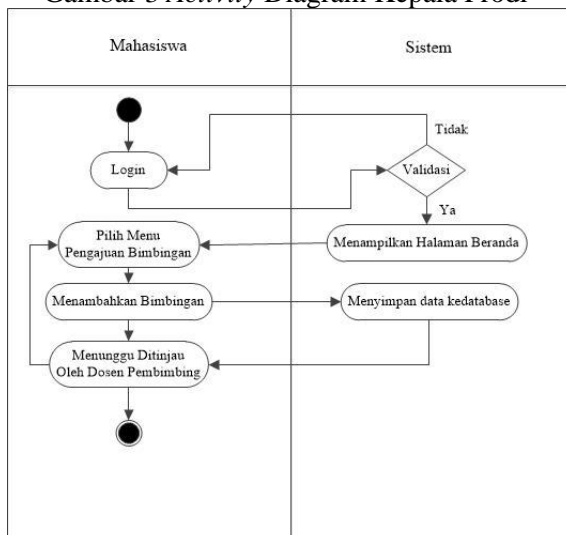 Gambar 3 Activity Diagram Kepala Prodi
Mahasiswa
Sistem
Tidak
Login
Validasi
Ya
Pilih Menu
Pengajuan Bimbingan
Menampilkan Halaman Beranda
Menambahkan Bimbingan
Menyimpan data kedatabase
Menunggu Ditinjau
Oleh Dosen Pembimbing